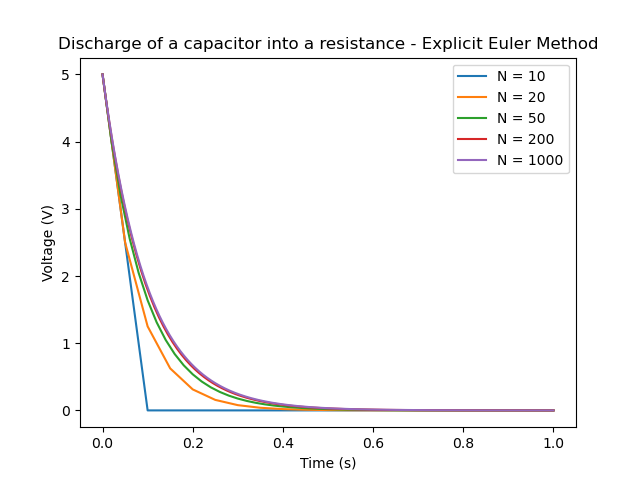 Discharge of a capacitor into a resistance - Explicit Euler Method
N = 10
N = 20
N = 50
N = 200
N = 1000
5
4
3
2
1
0
Voltage (V)
0.0 0.2 0.4 0.6 0.8 1.0
Time (s)